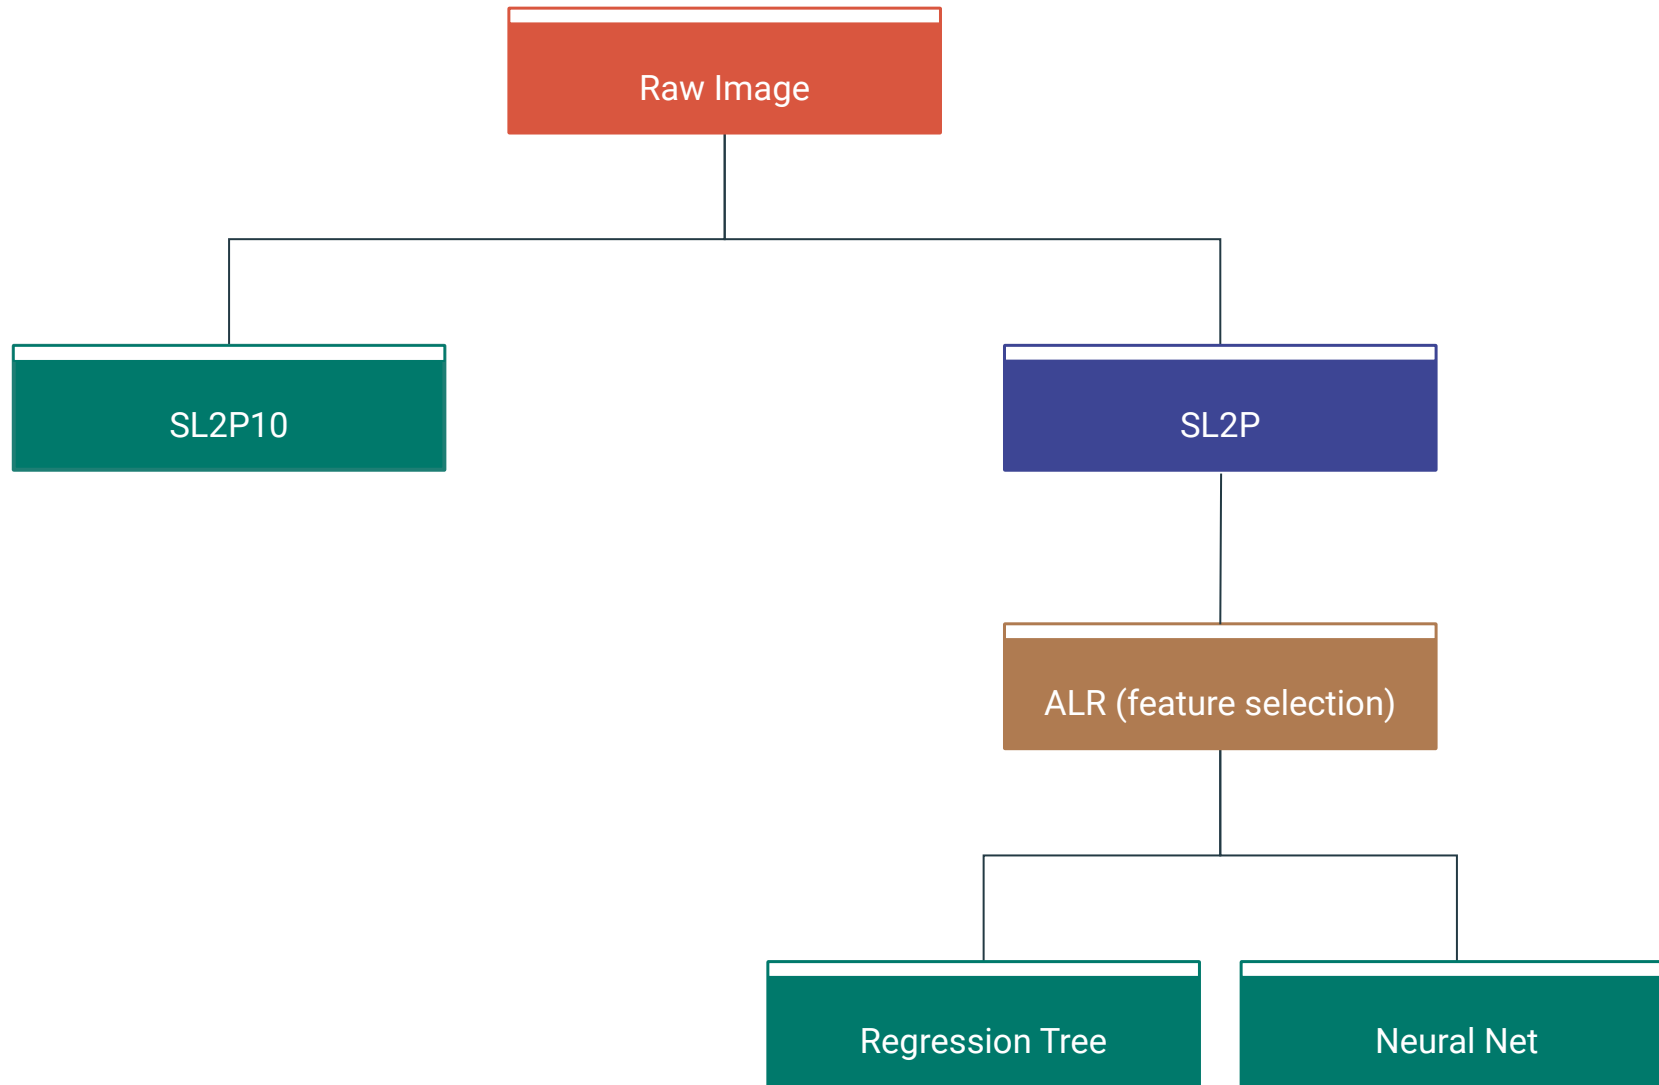 Raw Image
SL2P10
SL2P
ALR (feature selection)
Regression Tree
Neural Net